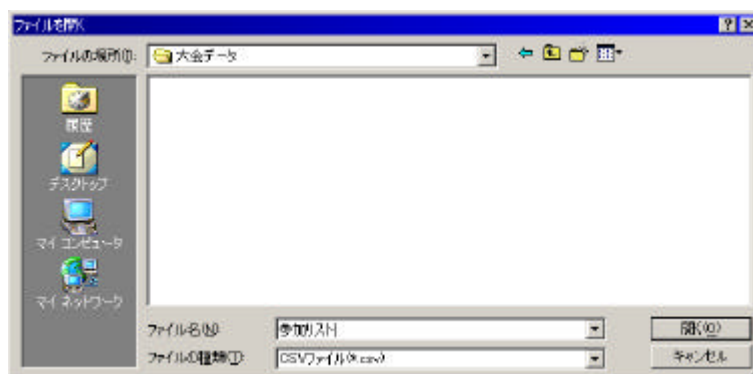 ファイルを開く
ファイルの場所(I):
大会データ
履歴
デスクトップ
マイ コンピュータ
マイ ネットワーク
ファイル名(N):
参加リスト
開く(O)
ファイルの種類(T):
CSVファイル(*.csv)
キャンセル